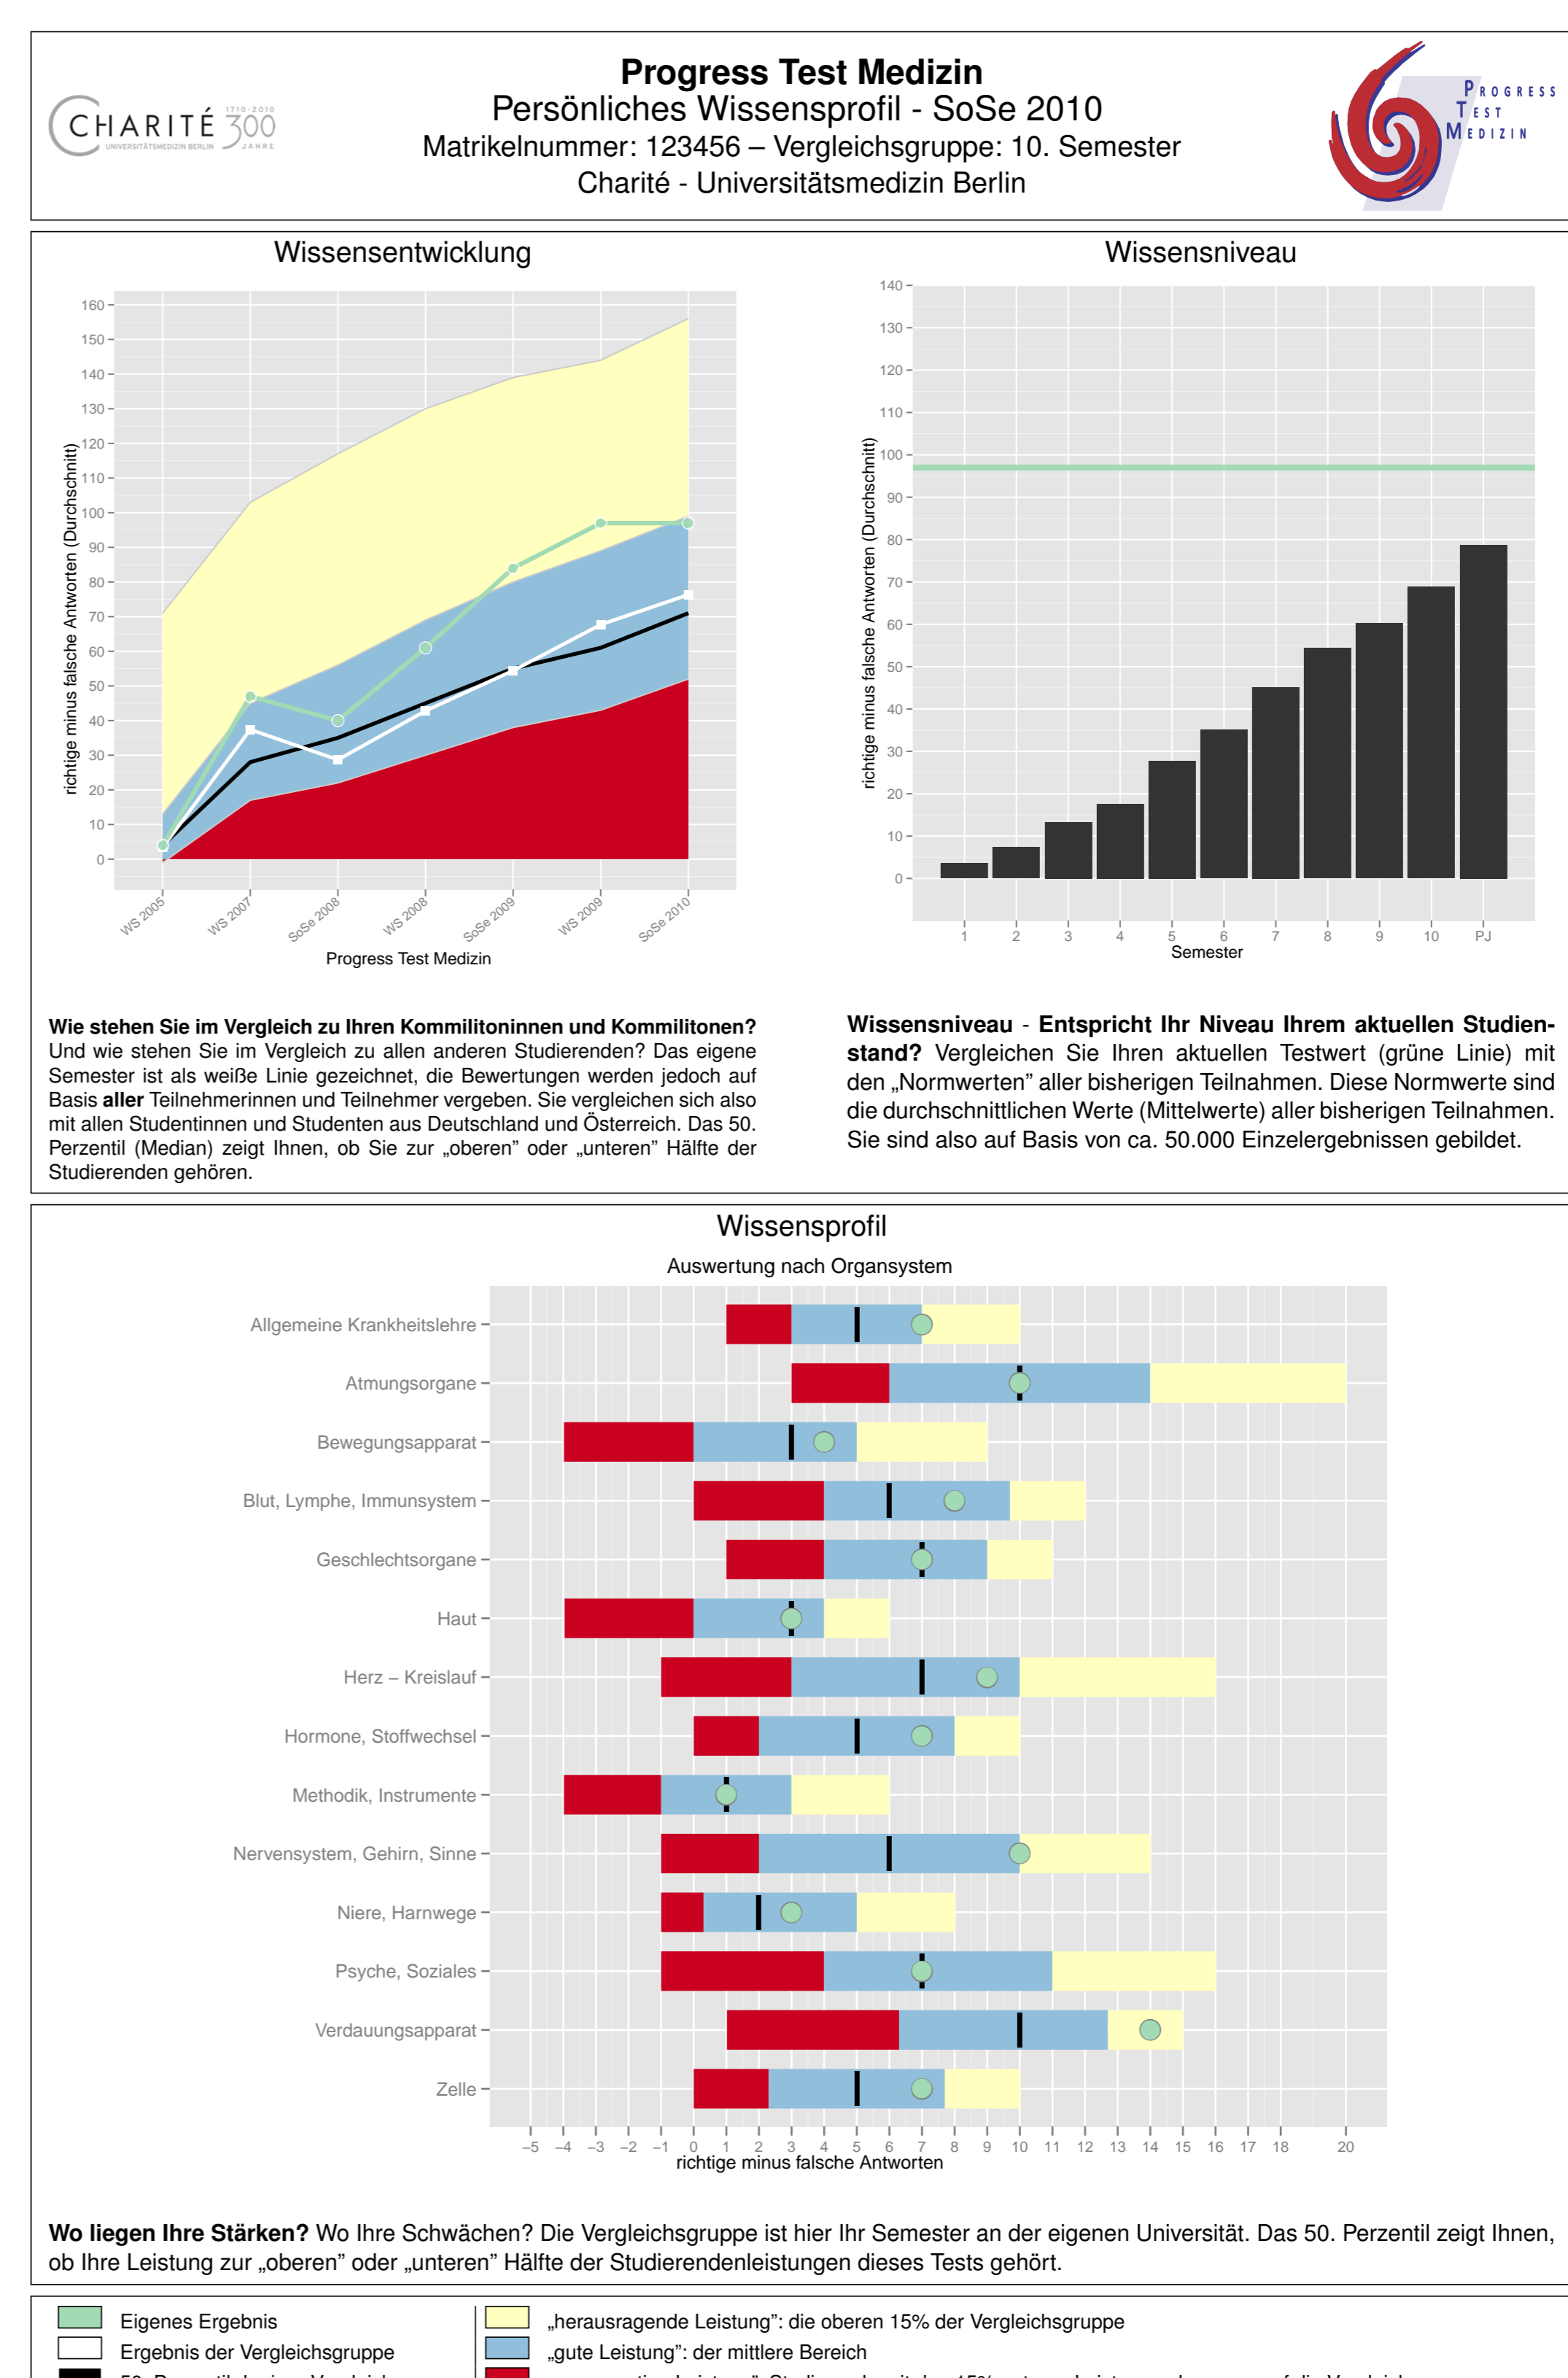 CHARITÉ 1710-2010 300 JAHRE
UNIVERSITÄTSMEDIZIN BERLIN
Progress Test Medizin
Persönliches Wissensprofil - SoSe 2010
Matrikelnummer: 123456 – Vergleichsgruppe: 10. Semester
Charité - Universitätsmedizin Berlin
PROGRESS
TEST
MEDIZIN
Wissensentwicklung
richtige minus falsche Antworten (Durchschnitt)
160
150
140
130
120
110
100
90
80
70
60
50
40
30
20
10
0
WS 2005 WS 2007 SoSe 2008 WS 2008 SoSe 2009 WS 2009 SoSe 2010
Progress Test Medizin
Wissensniveau
richtige minus falsche Antworten (Durchschnitt)
140
130
120
110
100
90
80
70
60
50
40
30
20
10
0
1 2 3 4 5 6 7 8 9 10 PJ
Semester
Wie stehen Sie im Vergleich zu Ihren Kommilitoninnen und Kommilitonen?
Und wie stehen Sie im Vergleich zu allen anderen Studierenden? Das eigene
Semester ist als weiße Linie gezeichnet, die Bewertungen werden jedoch auf
Basis aller Teilnehmerinnen und Teilnehmer vergeben. Sie vergleichen sich also
mit allen Studentinnen und Studenten aus Deutschland und Österreich. Das 50.
Perzentil (Median) zeigt Ihnen, ob Sie zur „oberen” oder „unteren” Hälfte der
Studierenden gehören.
Wissensniveau - Entspricht Ihr Niveau Ihrem aktuellen Studien-
stand? Vergleichen Sie Ihren aktuellen Testwert (grüne Linie) mit
den „Normwerten” aller bisherigen Teilnahmen. Diese Normwerte sind
die durchschnittlichen Werte (Mittelwerte) aller bisherigen Teilnahmen.
Sie sind also auf Basis von ca. 50.000 Einzelergebnissen gebildet.
Wissensprofil
Auswertung nach Organsystem
Allgemeine Krankheitslehre
Atmungsorgane
Bewegungsapparat
Blut, Lymphe, Immunsystem
Geschlechtsorgane
Haut
Herz – Kreislauf
Hormone, Stoffwechsel
Methodik, Instrumente
Nervensystem, Gehirn, Sinne
Niere, Harnwege
Psyche, Soziales
Verdauungsapparat
Zelle
−5 −4 −3 −2 −1 0 1 2 3 4 5 6 7 8 9 10 11 12 13 14 15 16 17 18 20
richtige minus falsche Antworten
Wo liegen Ihre Stärken? Wo Ihre Schwächen? Die Vergleichsgruppe ist hier Ihr Semester an der eigenen Universität. Das 50. Perzentil zeigt Ihnen,
ob Ihre Leistung zur „oberen” oder „unteren” Hälfte der Studierendenleistungen dieses Tests gehört.
Eigenes Ergebnis
Ergebnis der Vergleichsgruppe
„herausragende Leistung”: die oberen 15% der Vergleichsgruppe
„gute Leistung”: der mittlere Bereich